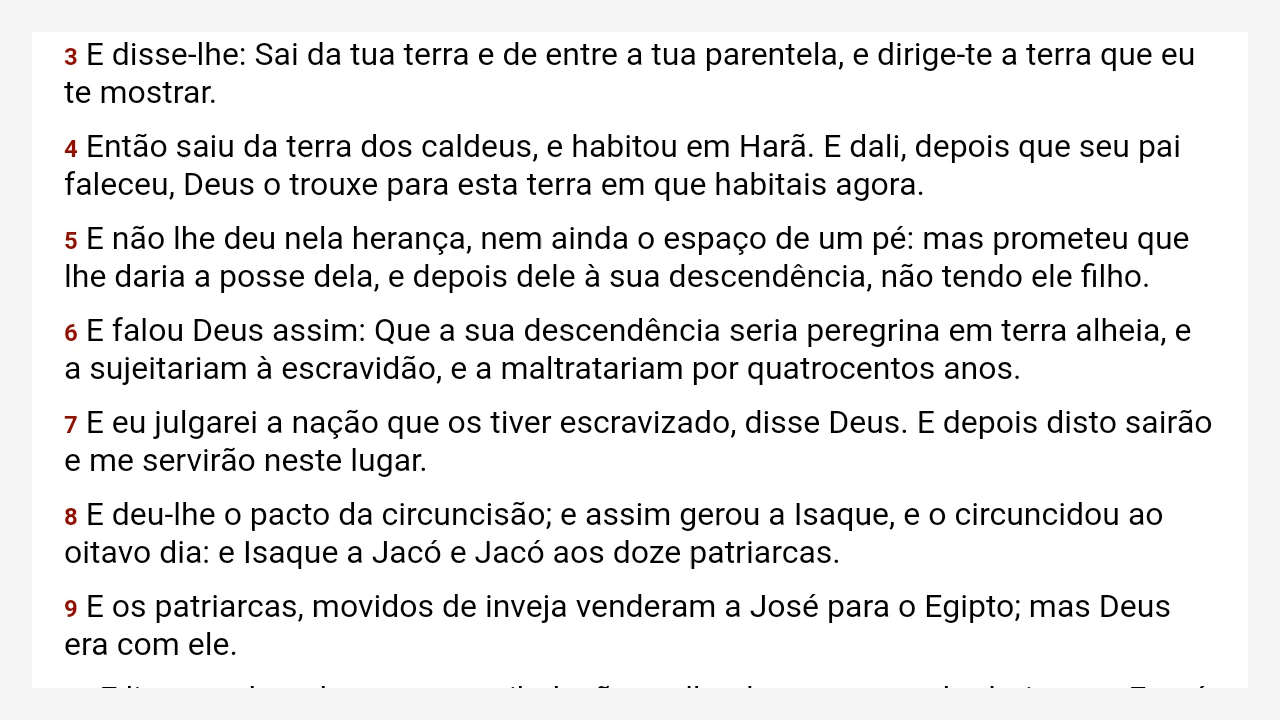 3 E disse-lhe: Sai da tua terra e de entre a tua parentela, e dirige-te a terra que eu
te mostrar.
4 Então saiu da terra dos caldeus, e habitou em Harã. E dali, depois que seu pai
faleceu, Deus o trouxe para esta terra em que habitais agora.
5 E não lhe deu nela herança, nem ainda o espaço de um pé: mas prometeu que
lhe daria a posse dela, e depois dele à sua descendência, não tendo ele filho.
6 E falou Deus assim: Que a sua descendência seria peregrina em terra alheia, e
a sujeitariam à escravidão, e a maltratariam por quatrocentos anos.
7 E eu julgarei a nação que os tiver escravizado, disse Deus. E depois disto sairão
e me servirão neste lugar.
8 E deu-lhe o pacto da circuncisão; e assim gerou a Isaque, e o circuncidou ao
oitavo dia: e Isaque a Jacó e Jacó aos doze patriarcas.
9 E os patriarcas, movidos de inveja venderam a José para o Egipto; mas Deus
era com ele.